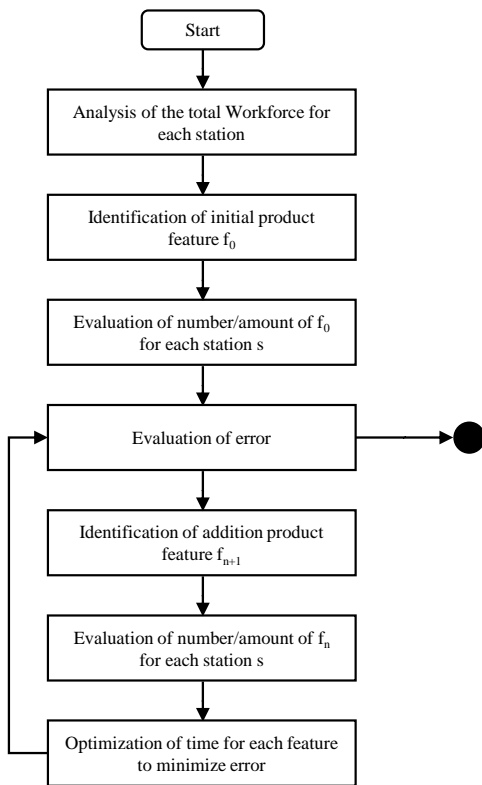 Start
Analysis of the total Workforce for
each station
Identification of initial product
feature f₀
Evaluation of number/amount of f₀
for each station s
Evaluation of error
Identification of addition product
feature fₙ₊₁
Evaluation of number/amount of fₙ
for each station s
Optimization of time for each feature
to minimize error